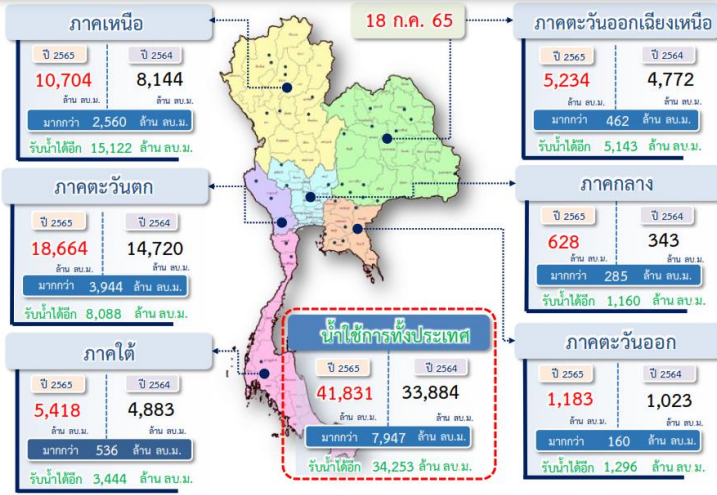 18 ก.ค. 65
ภาคเหนือ
ปี 2565 ปี 2564
10,704 8,144
ล้าน ลบ.ม. ล้าน ลบ.ม.
มากกว่า 2,560 ล้าน ลบ.ม.
รับน้ำได้อีก 15,122 ล้าน ลบ.ม.
ภาคตะวันออกเฉียงเหนือ
ปี 2565 ปี 2564
5,234 4,772
ล้าน ลบ.ม. ล้าน ลบ.ม.
มากกว่า 462 ล้าน ลบ.ม.
รับน้ำได้อีก 5,143 ล้าน ลบ.ม.
ภาคตะวันตก
ปี 2565 ปี 2564
18,664 14,720
ล้าน ลบ.ม. ล้าน ลบ.ม.
มากกว่า 3,944 ล้าน ลบ.ม.
รับน้ำได้อีก 8,088 ล้าน ลบ.ม.
ภาคกลาง
ปี 2565 ปี 2564
628 343
ล้าน ลบ.ม. ล้าน ลบ.ม.
มากกว่า 285 ล้าน ลบ.ม.
รับน้ำได้อีก 1,160 ล้าน ลบ.ม.
ภาคใต้
ปี 2565 ปี 2564
5,418 4,883
ล้าน ลบ.ม. ล้าน ลบ.ม.
มากกว่า 536 ล้าน ลบ.ม.
รับน้ำได้อีก 3,444 ล้าน ลบ.ม.
น้ำใช้การทั้งประเทศ
ปี 2565 ปี 2564
41,831 33,884
ล้าน ลบ.ม. ล้าน ลบ.ม.
มากกว่า 7,947 ล้าน ลบ.ม.
รับน้ำได้อีก 34,253 ล้าน ลบ.ม.
ภาคตะวันออก
ปี 2565 ปี 2564
1,183 1,023
ล้าน ลบ.ม. ล้าน ลบ.ม.
มากกว่า 160 ล้าน ลบ.ม.
รับน้ำได้อีก 1,296 ล้าน ลบ.ม.